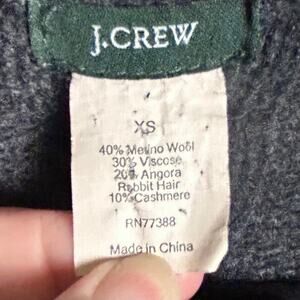 J.CREW
XS
40% Merino Wool
30% Viscose
20% Angora
Rabbit Hair
10% Cashmere
RN77388
Made in China